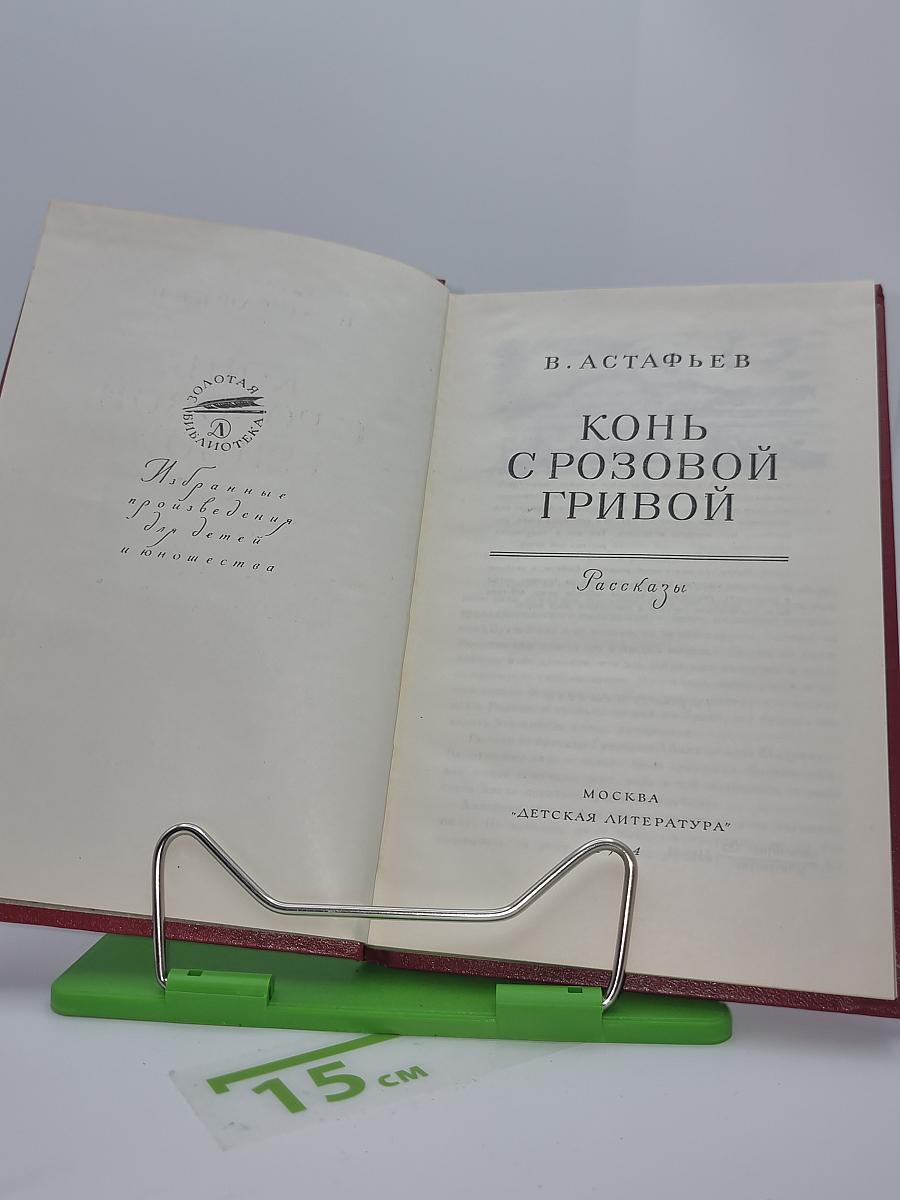 ЗОЛОТАЯ
БИБЛИОТЕКА
Избранные
произведения
для детей
и юношества
В. АСТАФЬЕВ
КОНЬ
С РОЗОВОЙ
ГРИВОЙ
Рассказы
МОСКВА
"ДЕТСКАЯ ЛИТЕРАТУРА"
15 см